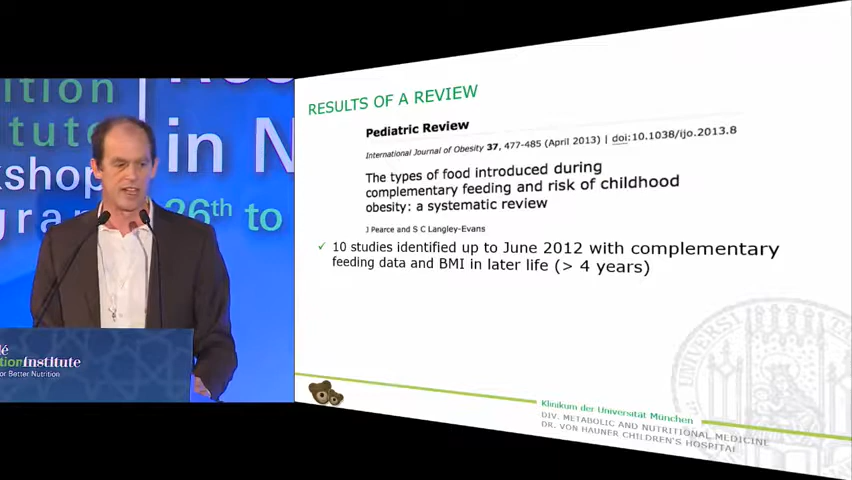 ition
tute
kshop
gram
in N
26th to
lé
tionInstitute
or Better Nutrition
RESULTS OF A REVIEW
Pediatric Review
International Journal of Obesity 37, 477-485 (April 2013) | doi:10.1038/ijo.2013.8
The types of food introduced during
complementary feeding and risk of childhood
obesity: a systematic review
J Pearce and S C Langley-Evans
✓ 10 studies identified up to June 2012 with complementary
feeding data and BMI in later life (> 4 years)
Klinikum der Universität München
DIV. METABOLIC AND NUTRITIONAL MEDICINE
DR. VON HAUNER CHILDREN'S HOSPITAL